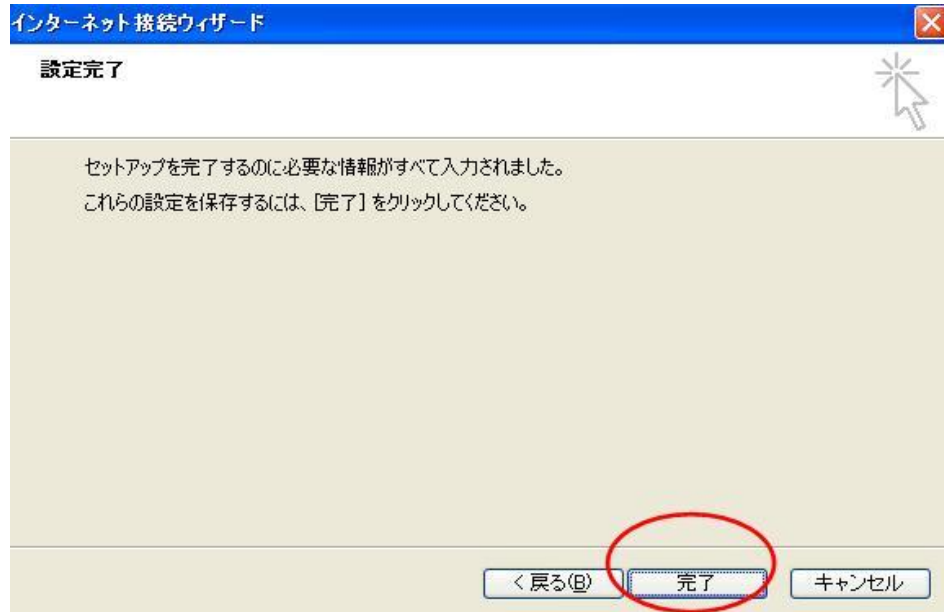 インターネット接続ウィザード
設定完了
セットアップを完了するのに必要な情報がすべて入力されました。
これらの設定を保存するには、[完了] をクリックしてください。
< 戻る(B)
完了
キャンセル